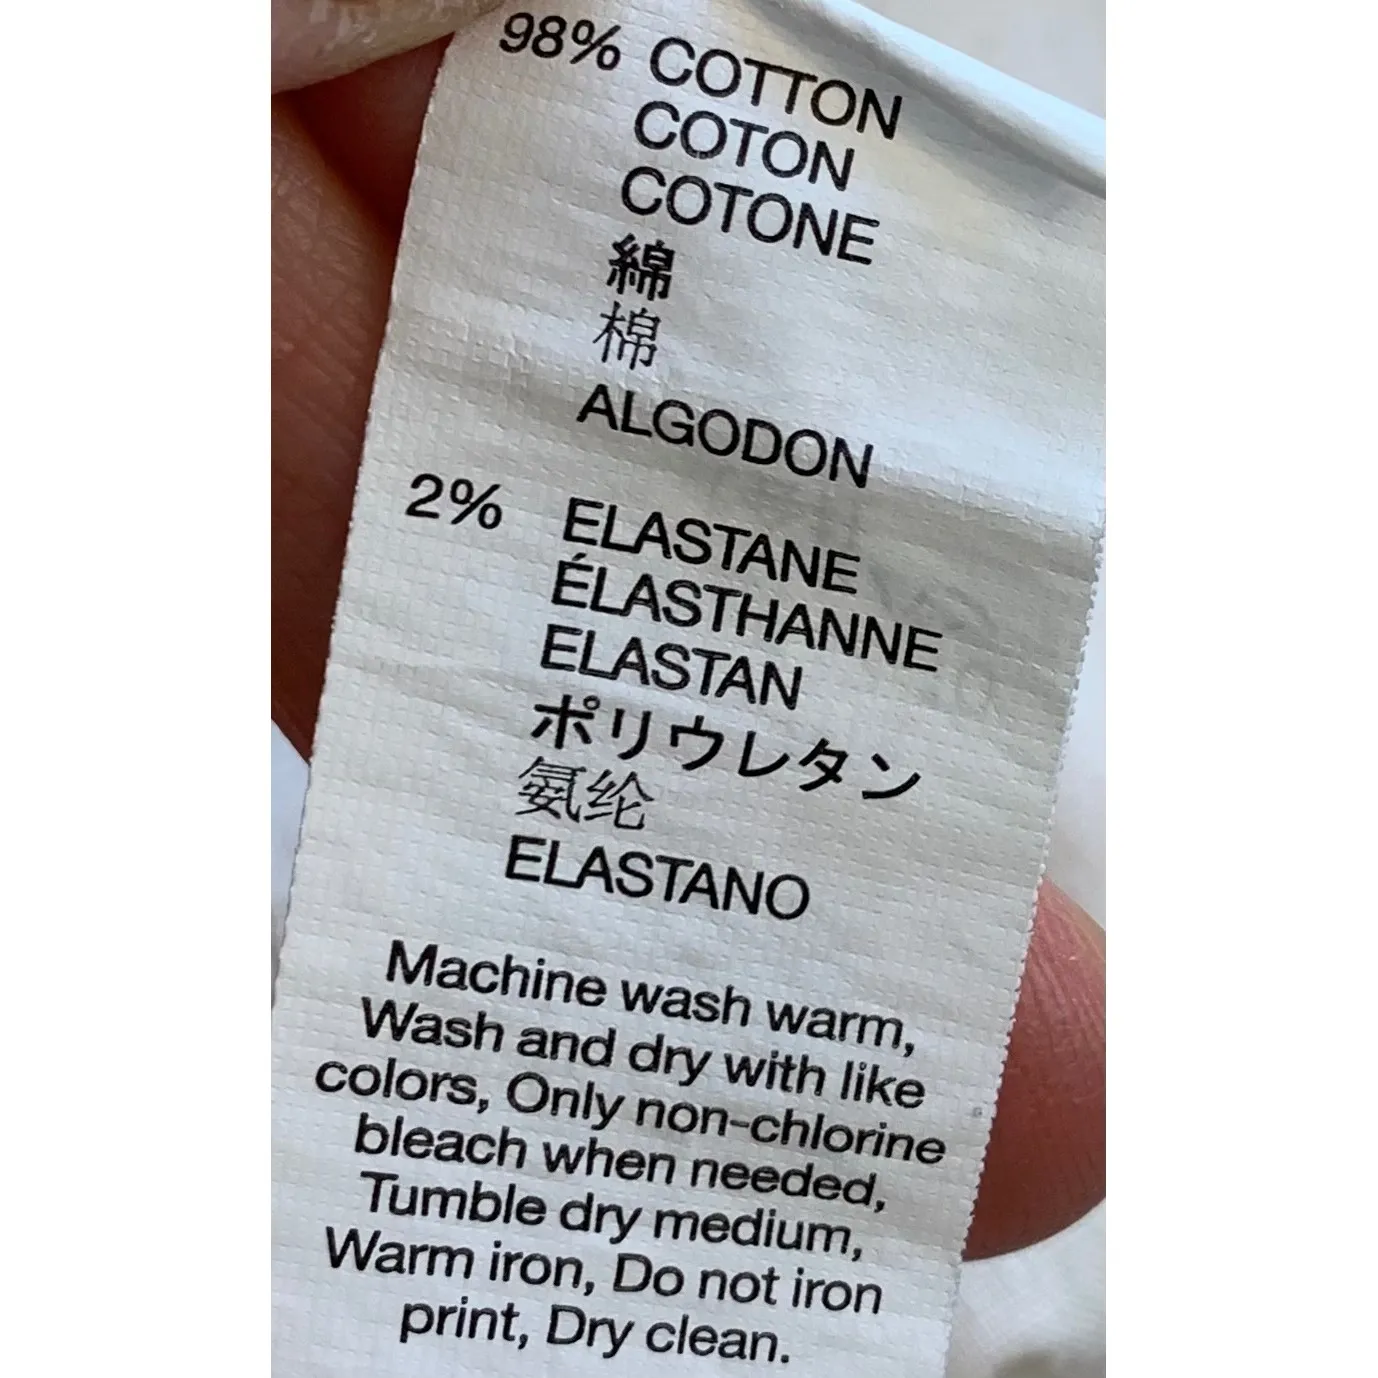 98% COTTON
COTON
COTONE
綿
棉
ALGODON
2% ELASTANE
ÉLASTHANNE
ELASTAN
ポリウレタン
氨纶
ELASTANO
Machine wash warm,
Wash and dry with like
colors, Only non-chlorine
bleach when needed,
Tumble dry medium,
Warm iron, Do not iron
print, Dry clean.